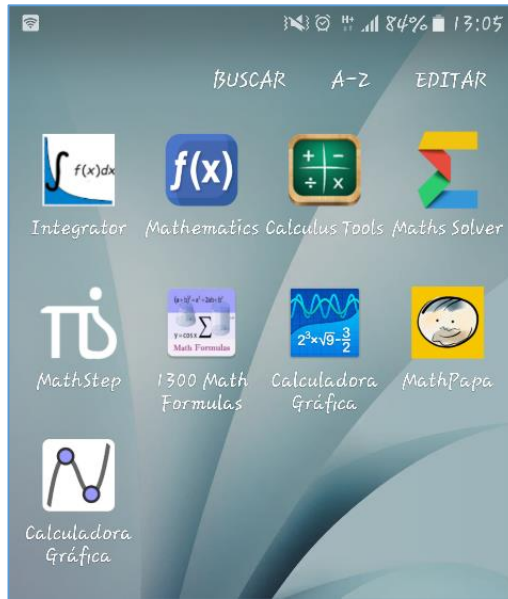 84% 13:05
BUSCAR A-Z EDITAR
∫ f(x)dx
f(x)
+ −
÷ x
Integrator Mathematics Calculus Tools Maths Solver
y=cosx ∑
Math Formulas
2³×√9-3/2
MathStep 1300 Math Formulas Calculadora Gráfica MathPapa
Calculadora
Gráfica